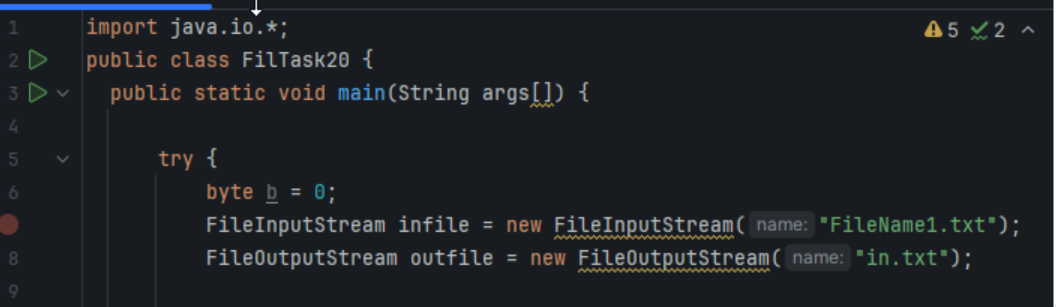 1 import java.io.*; 5 2
2 public class FilTask20 {
3 public static void main(String args[]) {
4
5 try {
6 byte b = 0;
FileInputStream infile = new FileInputStream( name: "FileName1.txt");
8 FileOutputStream outfile = new FileOutputStream( name: "in.txt");
9